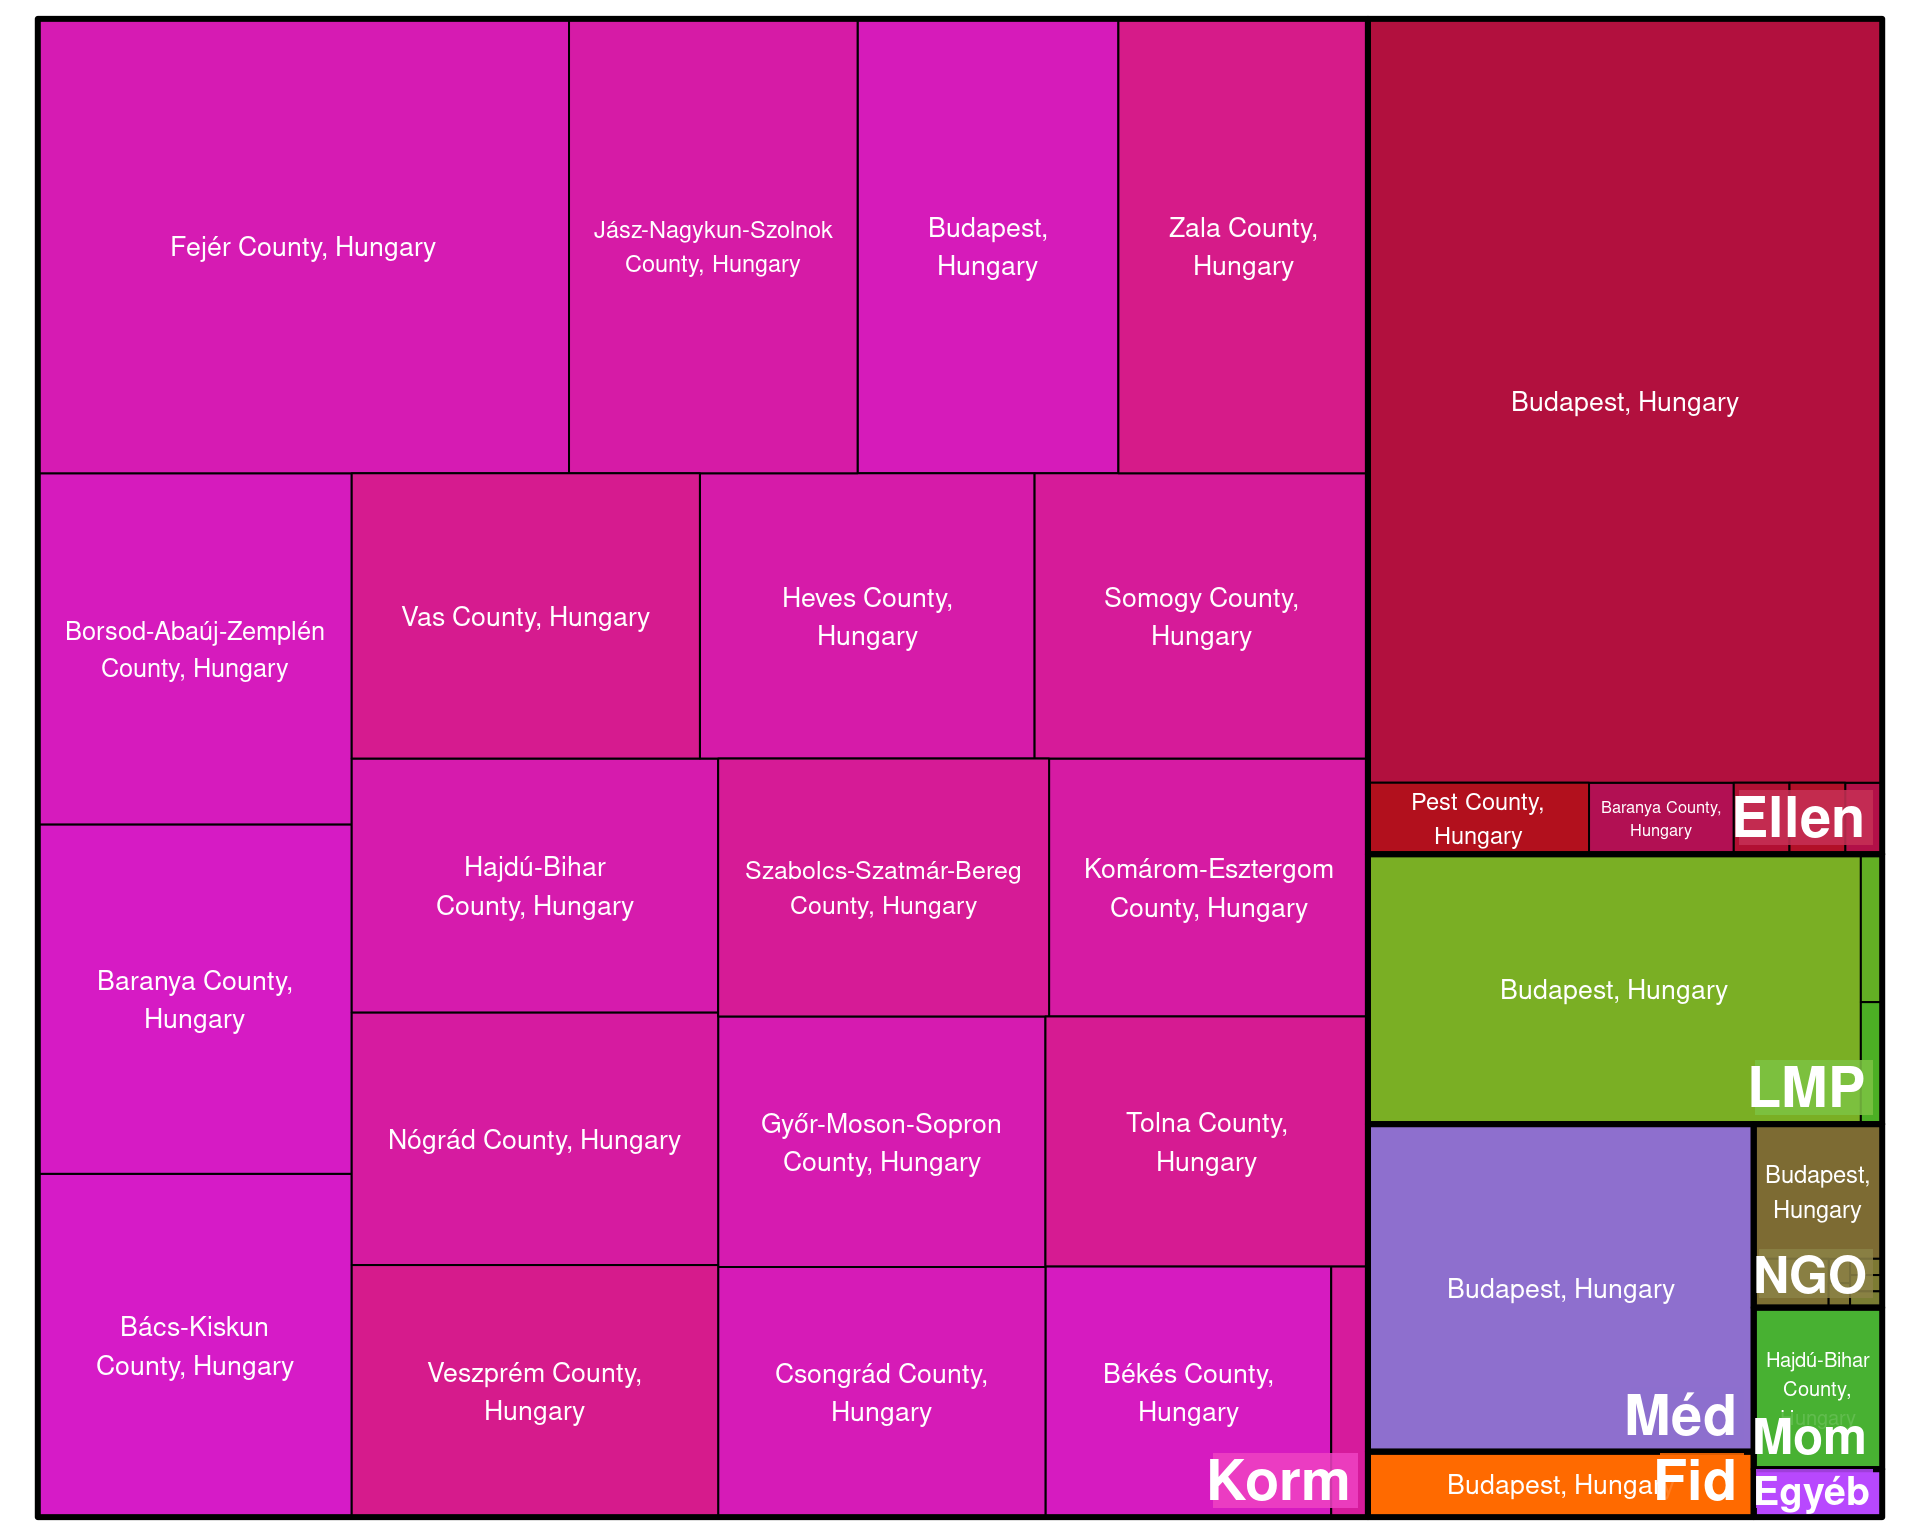 Fejér County, Hungary
Jász-Nagykun-Szolnok
County, Hungary
Budapest,
Hungary
Zala County,
Hungary
Borsod-Abaúj-Zemplén
County, Hungary
Vas County, Hungary
Heves County,
Hungary
Somogy County,
Hungary
Hajdú-Bihar
County, Hungary
Szabolcs-Szatmár-Bereg
County, Hungary
Komárom-Esztergom
County, Hungary
Baranya County,
Hungary
Nógrád County, Hungary
Győr-Moson-Sopron
County, Hungary
Tolna County,
Hungary
Bács-Kiskun
County, Hungary
Veszprém County,
Hungary
Csongrád County,
Hungary
Békés County,
Hungary
Korm
Budapest, Hungary
Pest County,
Hungary
Baranya County,
Hungary
Ellen
Budapest, Hungary
LMP
Budapest, Hungary
Méd
Budapest,
Hungary
NGO
Hajdú-Bihar
County,
Hungary
Mom
Budapest, Hungary
Fid
Egyéb